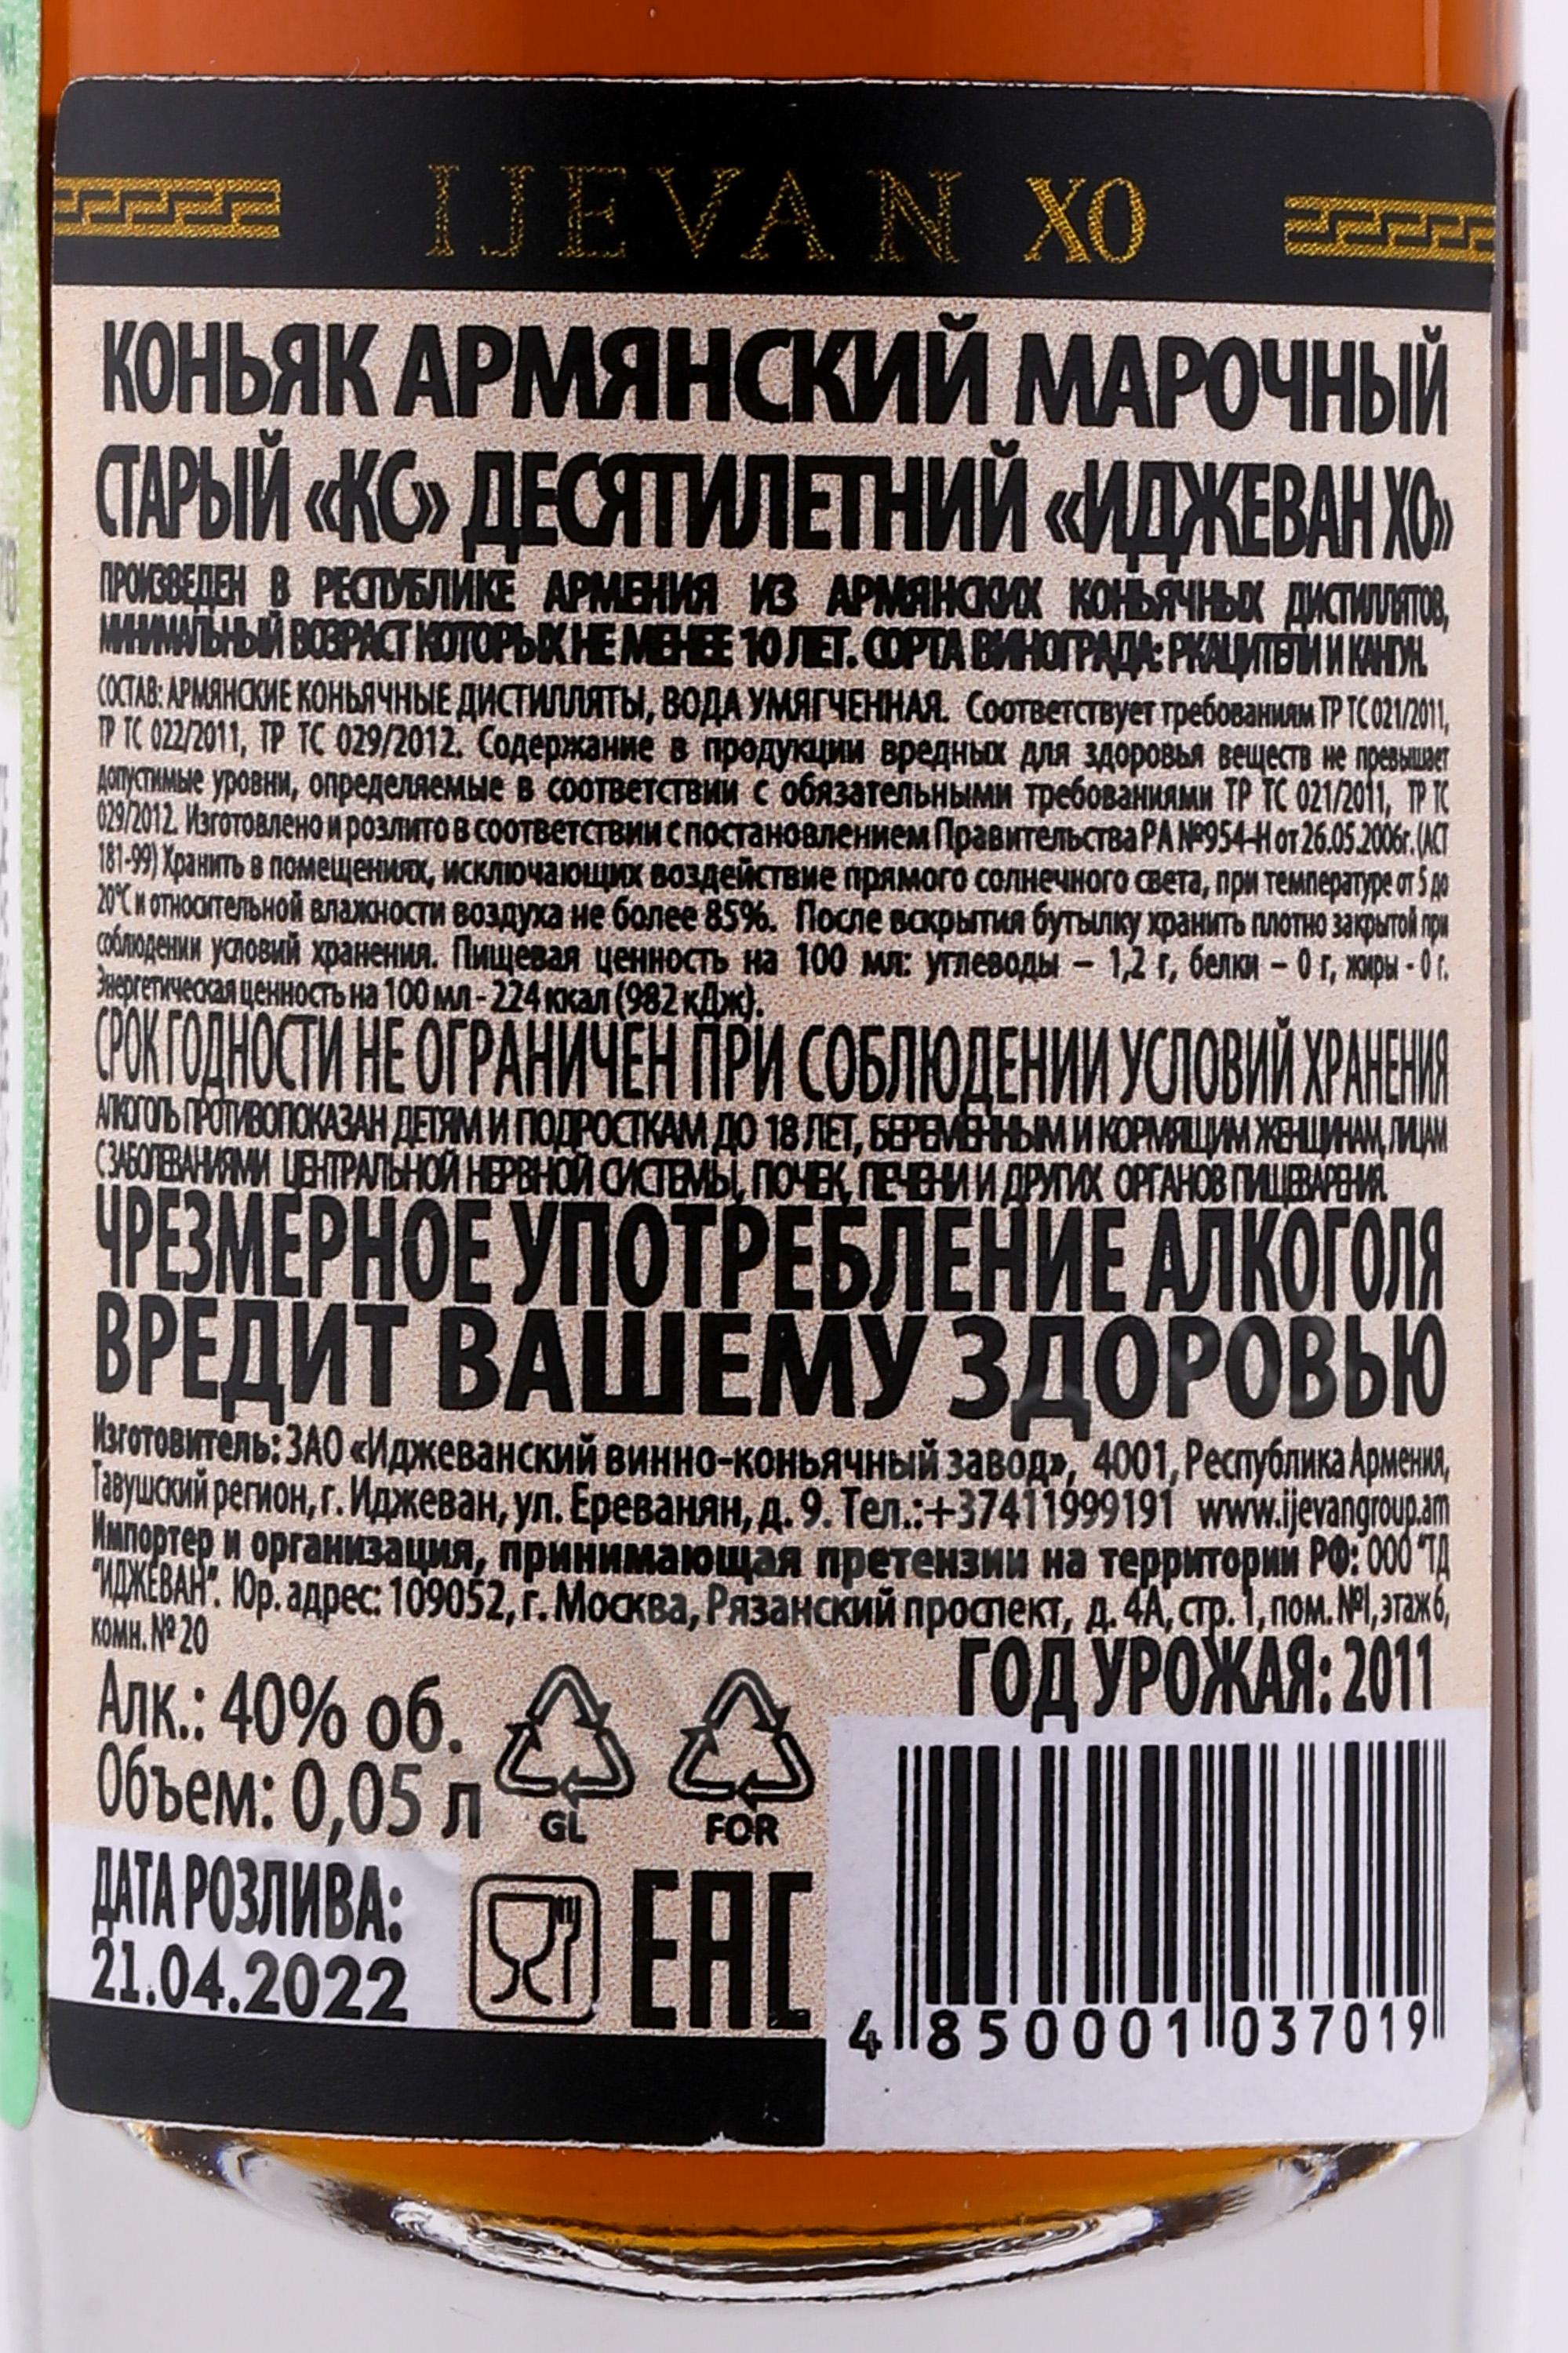 IJEVAN XO
КОНЬЯК АРМЯНСКИЙ МАРОЧНЫЙ
СТАРЫЙ «КС» ДЕСЯТИЛЕТНИЙ «ИДЖЕВАН ХО»
ПРОИЗВЕДЕН В РЕСПУБЛИКЕ АРМЕНИЯ ИЗ АРМЯНСКИХ КОНЬЯЧНЫХ ДИСТИЛЛЯТОВ,
МИНИМАЛЬНЫЙ ВОЗРАСТ КОТОРЫХ НЕ МЕНЕЕ 10 ЛЕТ. СОРТА ВИНОГРАДА: РКАЦИТЕЛИ И КАНГУН.
СОСТАВ: АРМЯНСКИЕ КОНЬЯЧНЫЕ ДИСТИЛЛЯТЫ, ВОДА УМЯГЧЕННАЯ. Соответствует требованиям ТР ТС 021/2011,
ТР ТС 022/2011, ТР ТС 029/2012. Содержание в продукции вредных для здоровья веществ не превышает
допустимые уровни, определяемые в соответствии с обязательными требованиями ТР ТС 021/2011, ТР ТС
029/2012. Изготовлено и розлито в соответствии с постановлением Правительства РА №954-Н от 26.05.2006г. (АСТ
181-99) Хранить в помещениях, исключающих воздействие прямого солнечного света, при температуре от 5 до
20°С и относительной влажности воздуха не более 85%. После вскрытия бутылку хранить плотно закрытой при
соблюдении условий хранения. Пищевая ценность на 100 мл: углеводы – 1,2 г, белки – 0 г, жиры - 0 г.
Энергетическая ценность на 100 мл - 224 ккал (982 кДж).
СРОК ГОДНОСТИ НЕ ОГРАНИЧЕН ПРИ СОБЛЮДЕНИИ УСЛОВИЙ ХРАНЕНИЯ
АЛКОГОЛЬ ПРОТИВОПОКАЗАН ДЕТЯМ И ПОДРОСТКАМ ДО 18 ЛЕТ, БЕРЕМЕННЫМ И КОРМЯЩИМ ЖЕНЩИНАМ, ЛИЦАМ
С ЗАБОЛЕВАНИЯМИ ЦЕНТРАЛЬНОЙ НЕРВНОЙ СИСТЕМЫ, ПОЧЕК, ПЕЧЕНИ И ДРУГИХ ОРГАНОВ ПИЩЕВАРЕНИЯ.
ЧРЕЗМЕРНОЕ УПОТРЕБЛЕНИЕ АЛКОГОЛЯ
ВРЕДИТ ВАШЕМУ ЗДОРОВЬЮ
Изготовитель: ЗАО «Иджеванский винно-коньячный завод», 4001, Республика Армения,
Тавушский регион, г. Иджеван, ул. Ереванян, д. 9. Тел.:+37411999191 www.ijevangroup.am
Импортер и организация, принимающая претензии на территории РФ: ООО "ТД
"ИДЖЕВАН". Юр. адрес: 109052, г. Москва, Рязанский проспект, д. 4А, стр. 1, пом. №I, этаж 6,
комн. № 20
ГОД УРОЖАЯ: 2011
Алк.: 40% об.
Объем: 0,05 л
GL
FOR
ДАТА РОЗЛИВА:
21.04.2022
ЕАС
4 850001 037019